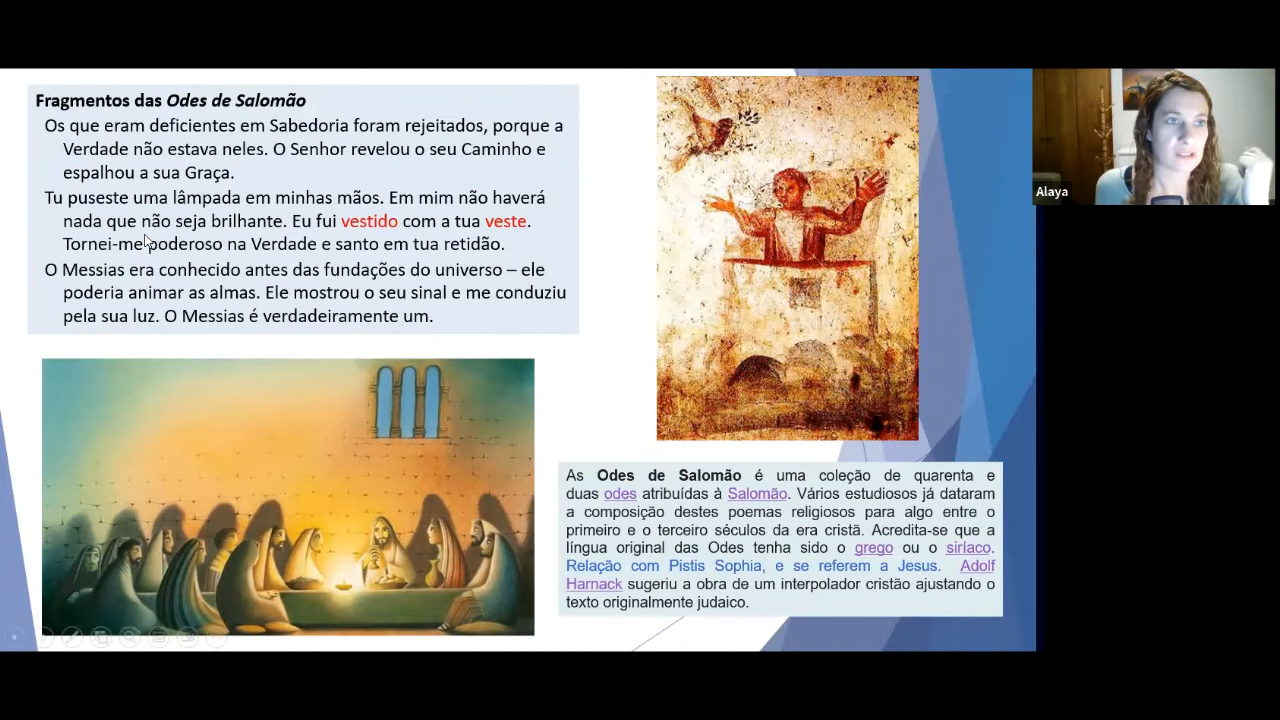 Fragmentos das Odes de Salomão
Os que eram deficientes em Sabedoria foram rejeitados, porque a
Verdade não estava neles. O Senhor revelou o seu Caminho e
espalhou a sua Graça.
Tu puseste uma lâmpada em minhas mãos. Em mim não haverá
nada que não seja brilhante. Eu fui vestido com a tua veste.
Tornei-me poderoso na Verdade e santo em tua retidão.
O Messias era conhecido antes das fundações do universo – ele
poderia animar as almas. Ele mostrou o seu sinal e me conduziu
pela sua luz. O Messias é verdadeiramente um.
Alaya
As Odes de Salomão é uma coleção de quarenta e
duas odes atribuídas à Salomão. Vários estudiosos já dataram
a composição destes poemas religiosos para algo entre o
primeiro e o terceiro séculos da era cristã. Acredita-se que a
língua original das Odes tenha sido o grego ou o siríaco.
Relação com Pistis Sophia, e se referem a Jesus. Adolf
Harnack sugeriu a obra de um interpolador cristão ajustando o
texto originalmente judaico.